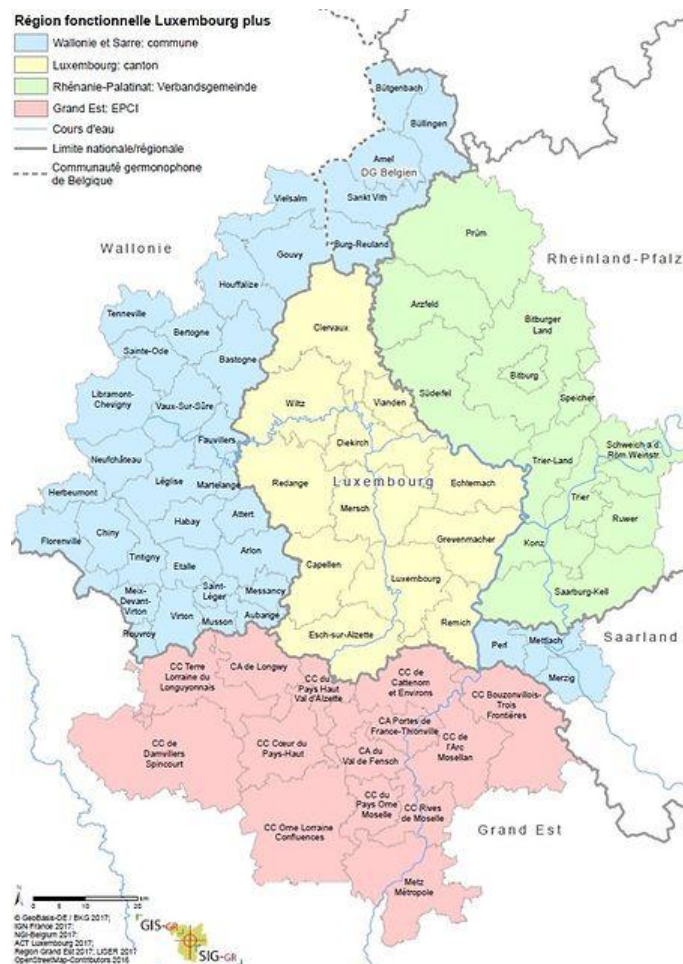 Région fonctionnelle Luxembourg plus
Wallonie et Sarre: commune
Luxembourg: canton
Rhénanie-Palatinat: Verbandsgemeinde
Grand Est: EPCI
Cours d'eau
Limite nationale/régionale
Communauté germonophone
de Belgique
Bütgenbach
Büllingen
Amel
DG Belgien
Sankt Vith
Vielsalm
Burg-Reuland
Wallonie
Gouvy
Prüm
Rheinland-Pfalz
Houffalize
Arzfeld
Tenneville
Bertogne
Clervaux
Bitburger
Land
Sainte-Ode
Bastogne
Bitburg
Libramont-
Chevigny
Vaux-Sur-Sûre
Wiltz
Vianden
Südeifel
Speicher
Fauvillers
Diekirch
Schweich a.d.
Röm.Weinstr.
Neufchâteau
Trier-Land
Léglise
Martelange
Redange
Luxembourg
Echternach
Herbeumont
Mersch
Trier
Habay
Attert
Ruwer
Florenville
Chiny
Grevenmacher
Konz
Tintigny
Etalle
Arlon
Capellen
Luxembourg
Saarburg-Kell
Meix-
Devant-
Virton
Saint-
Léger
Messancy
Virton
Musson
Aubange
Rouvroy
Esch-sur-Alzette
Remich
Saarland
Perl
Mettlach
Merzig
CC Terre
Lorraine du
Longuyonnais
CA de Longwy
CC du
Pays Haut
Val d'Alzette
CC de
Cattenom
et Environs
CC Bouzonvillois-
Trois
Frontières
CC de
Damvillers
Spincourt
CC Cœur du
Pays-Haut
CA Portes de
France-Thionville
CA du
Val de Fensch
CC de
l'Arc
Mosellan
CC du
Pays Orne
Moselle
CC Rives
de Moselle
CC Orne Lorraine
Confluences
Grand Est
Metz
Métropole
N
0 5 10 20
km
© GeoBasis-DE / BKG 2017;
IGN France 2017;
NGI-Belgium 2017;
ACT Luxembourg 2017;
Region Grand Est 2017; LIGER 2017
OpenStreetMap-Contributors 2016
GIS-GR
SIG-GR